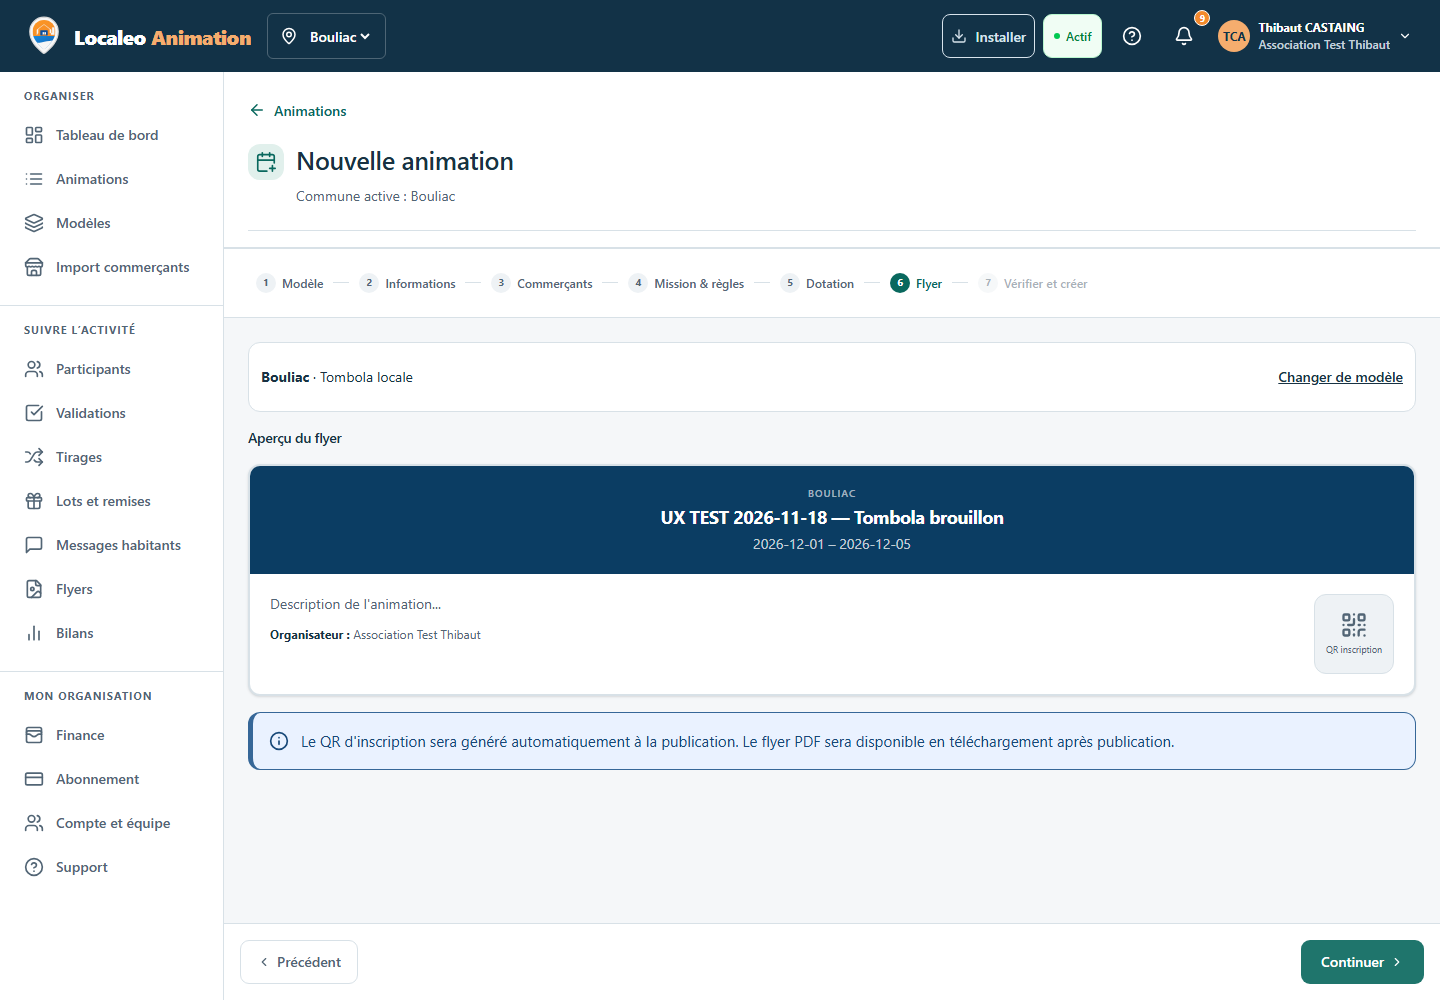 Localeo Animation
Bouliac
Installer
Actif
9
TCA
Thibaut CASTAING
Association Test Thibaut
ORGANISER
Tableau de bord
Animations
Modèles
Import commerçants
SUIVRE L'ACTIVITÉ
Participants
Validations
Tirages
Lots et remises
Messages habitants
Flyers
Bilans
MON ORGANISATION
Finance
Abonnement
Compte et équipe
Support
Animations
Nouvelle animation
Commune active : Bouliac
1 Modèle
2 Informations
3 Commerçants
4 Mission & règles
5 Dotation
6 Flyer
7 Vérifier et créer
Bouliac · Tombola locale
Changer de modèle
Aperçu du flyer
BOULIAC
UX TEST 2026-11-18 — Tombola brouillon
2026-12-01 – 2026-12-05
Description de l'animation...
Organisateur : Association Test Thibaut
QR inscription
Le QR d'inscription sera généré automatiquement à la publication. Le flyer PDF sera disponible en téléchargement après publication.
Précédent
Continuer